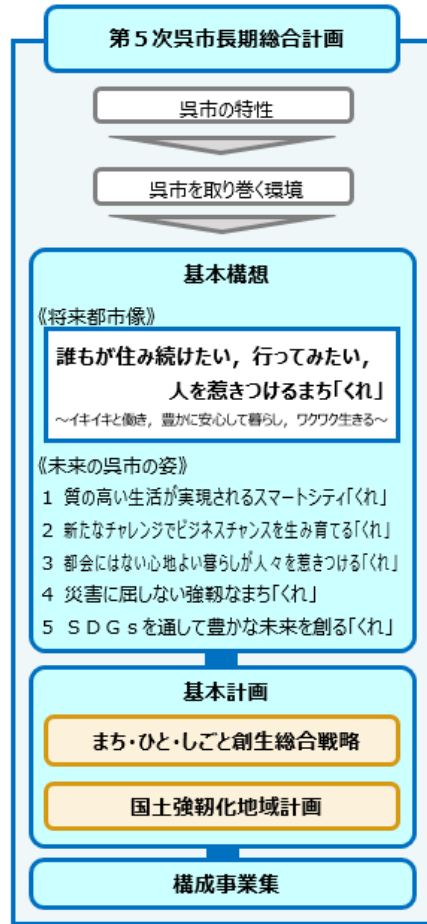 第５次呉市長期総合計画
呉市の特性
呉市を取り巻く環境
基本構想
《将来都市像》
誰もが住み続けたい，行ってみたい，
人を惹きつけるまち｢くれ｣
～イキイキと働き，豊かに安心して暮らし，ワクワク生きる～
《未来の呉市の姿》
1 質の高い生活が実現されるスマートシティ｢くれ｣
2 新たなチャレンジでビジネスチャンスを生み育てる｢くれ｣
3 都会にはない心地よい暮らしが人々を惹きつける｢くれ｣
4 災害に屈しない強靱なまち｢くれ｣
5 ＳＤＧｓを通して豊かな未来を創る｢くれ｣
基本計画
まち・ひと・しごと創生総合戦略
国土強靱化地域計画
構成事業集